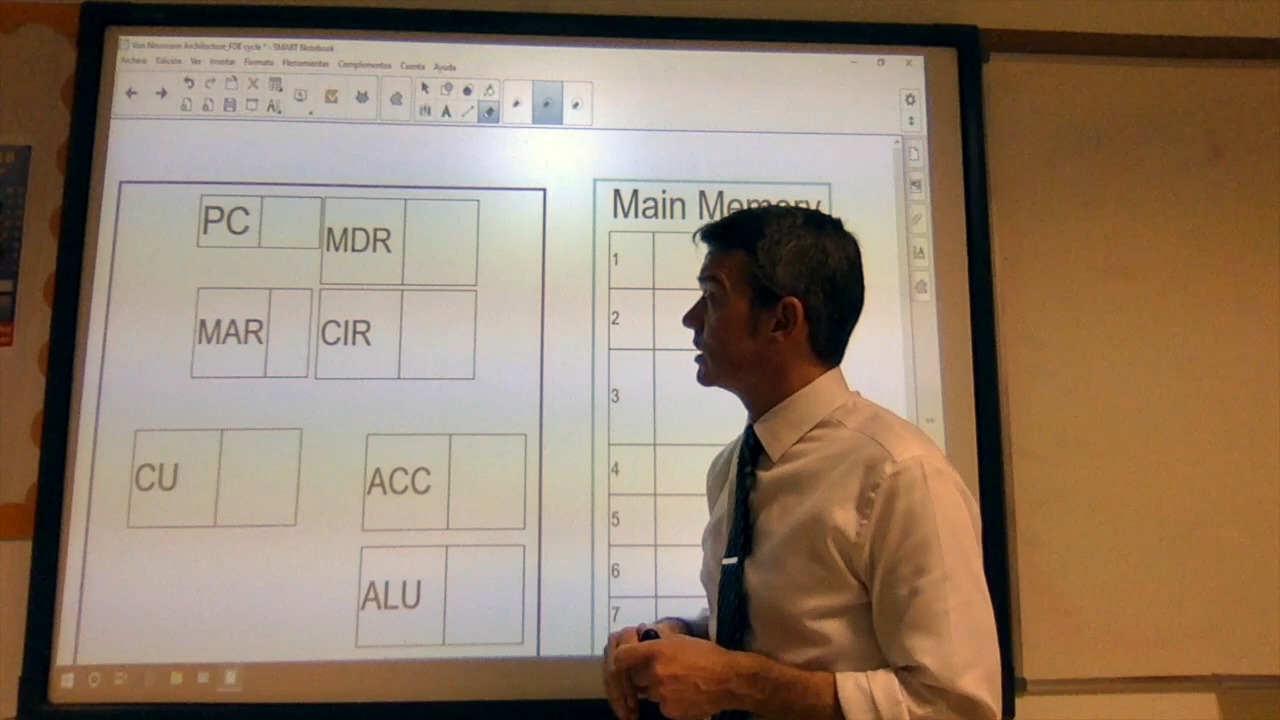 Von Neumann Architecture_FDE cycle * - SMART Notebook
Archivo Edición Ver Insertar Formato Herramientas Complementos Cuenta Ayuda
PC
MDR
MAR
CIR
CU
ACC
ALU
Main Memory
1
2
3
4
5
6
7